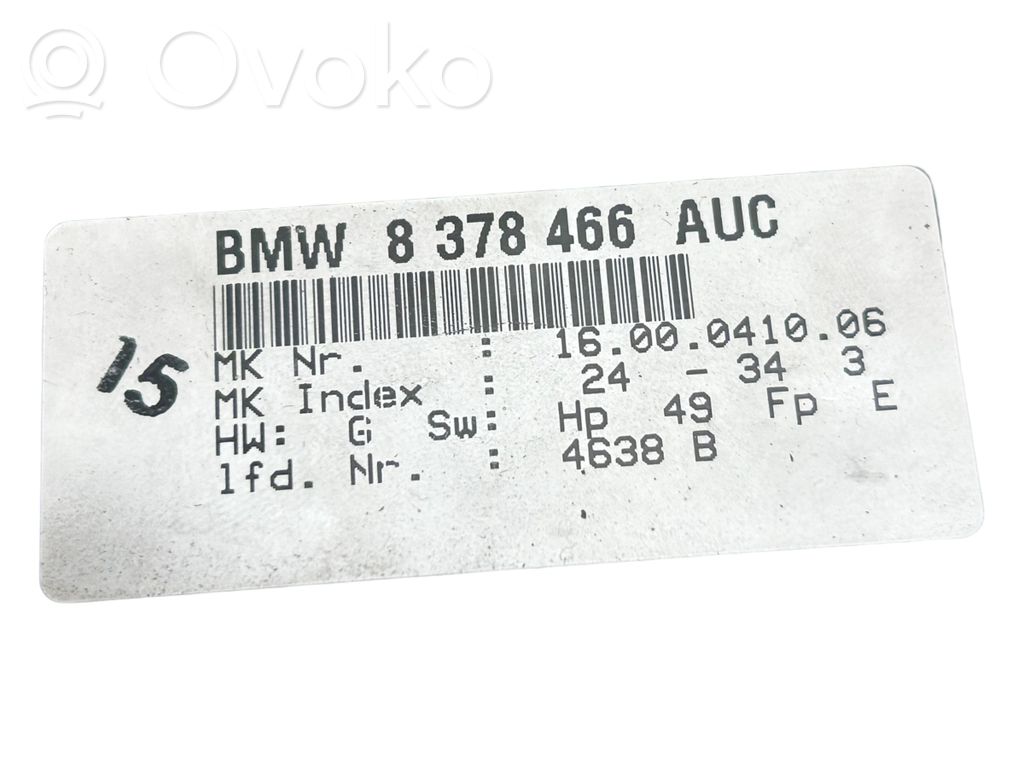 Ovoko
BMW 8 378 466 AUC
MK Nr. : 16.00.0410.06
MK Index : 24 - 34 3
HW: G Sw: Hp 49 Fp E
lfd. Nr. : 4638 B
15